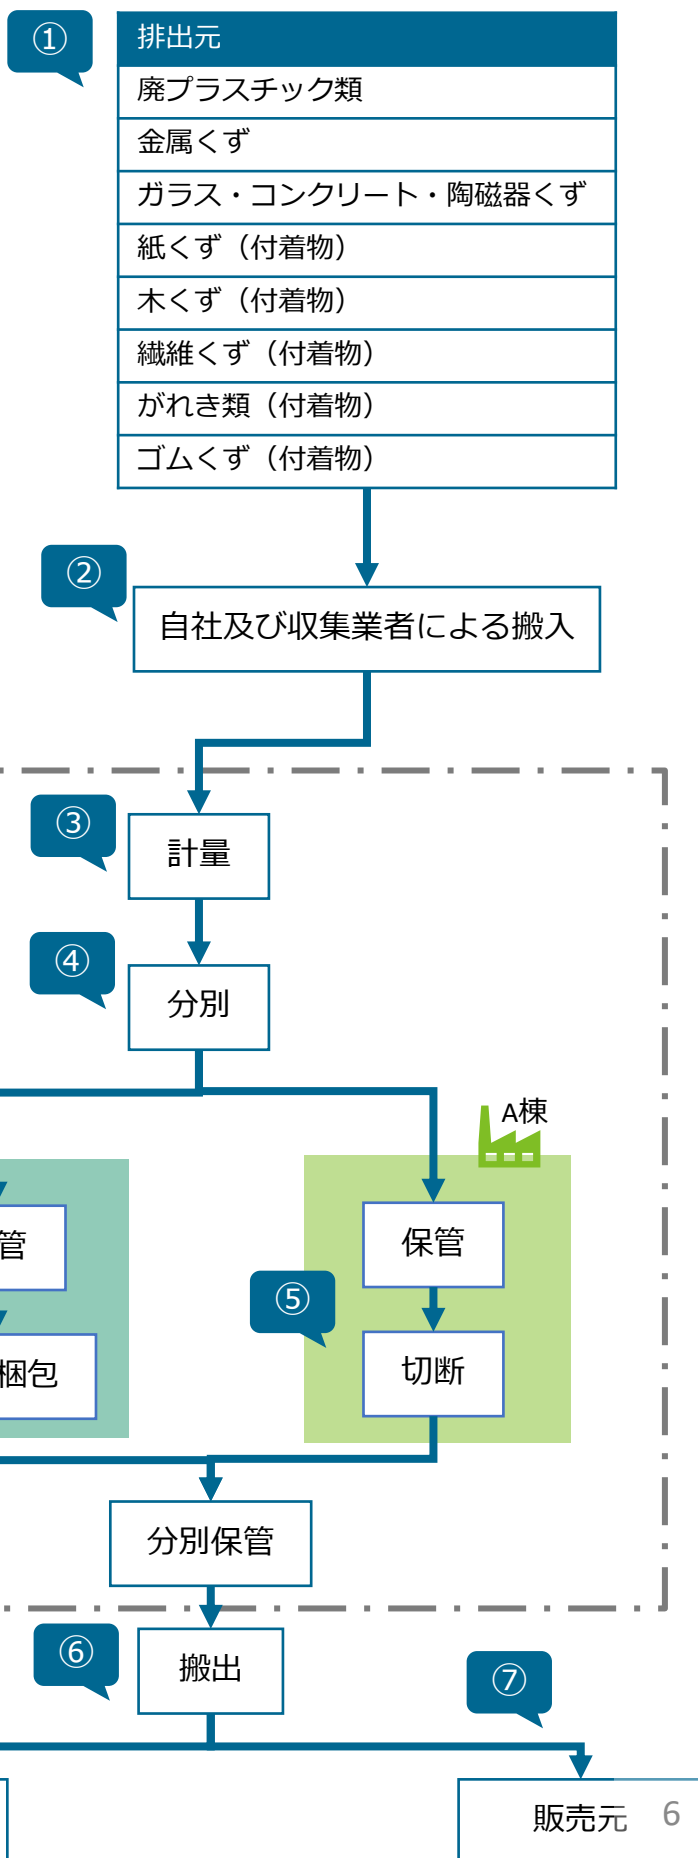 ①
排出元
廃プラスチック類
金属くず
ガラス・コンクリート・陶磁器くず
紙くず（付着物）
木くず（付着物）
繊維くず（付着物）
がれき類（付着物）
ゴムくず（付着物）
②
自社及び収集業者による搬入
③
計量
④
分別
A棟
管
保管
⑤
梱包
切断
分別保管
⑥
搬出
⑦
販売元
6